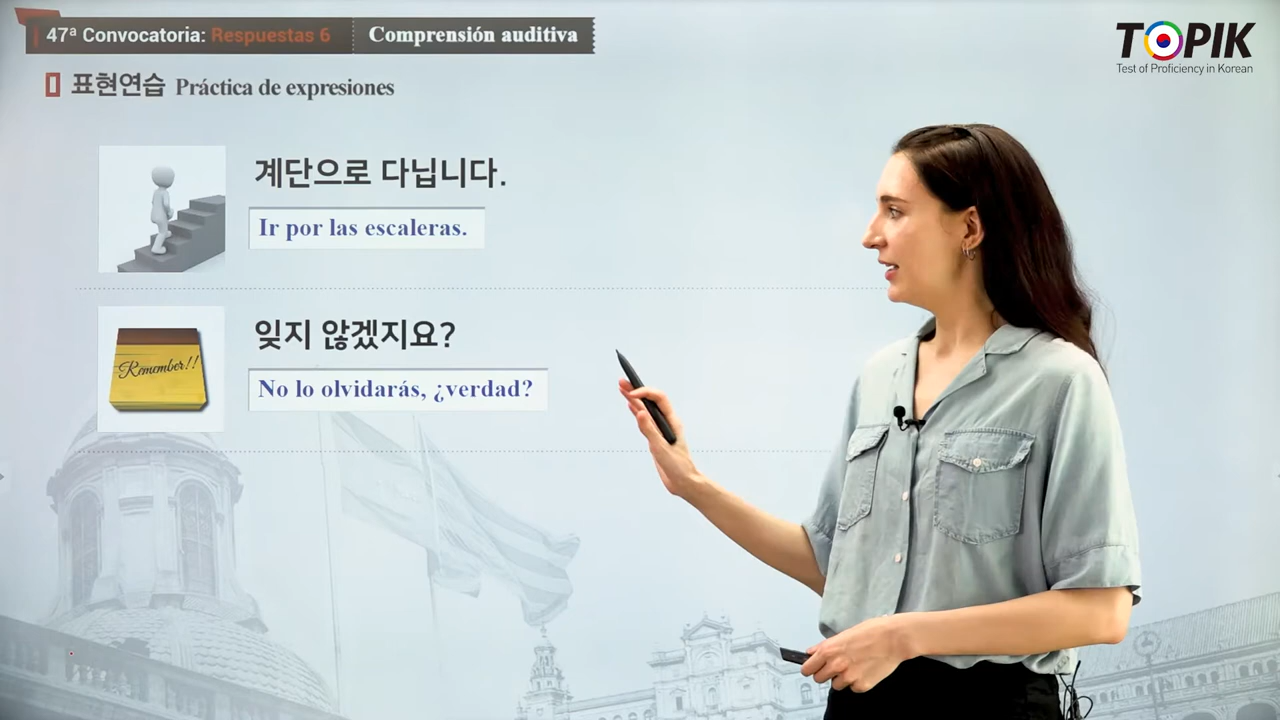 47ª Convocatoria: Respuestas 6 Comprensión auditiva
TOPIK
Test of Proficiency in Korean
표현연습 Práctica de expresiones
계단으로 다닙니다.
Ir por las escaleras.
잊지 않겠지요?
Remember!!
No lo olvidarás, ¿verdad?